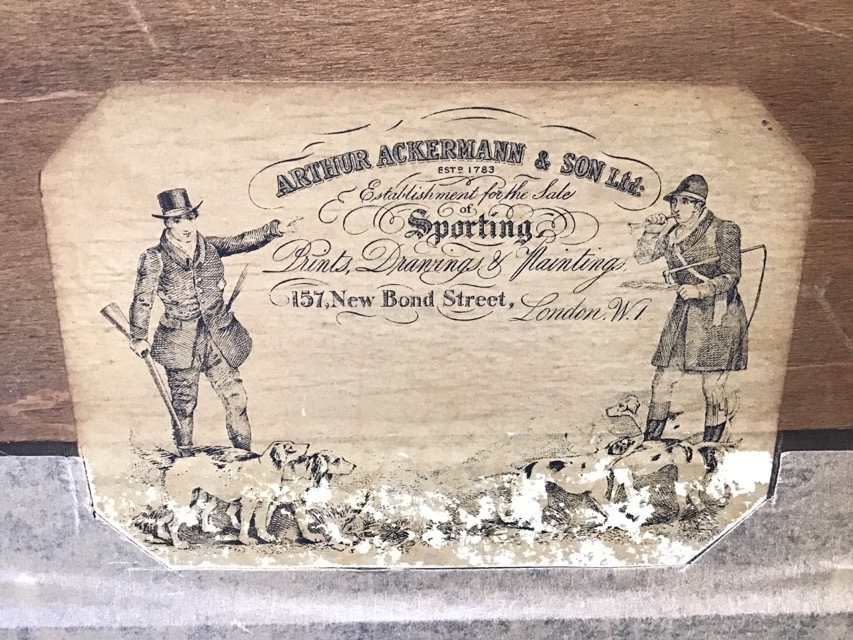 ARTHUR ACKERMANN & SON Ltd.
ESTD 1783
Establishment for the Sale
of
Sporting
Prints, Drawings & Paintings
157, New Bond Street, London. W.1